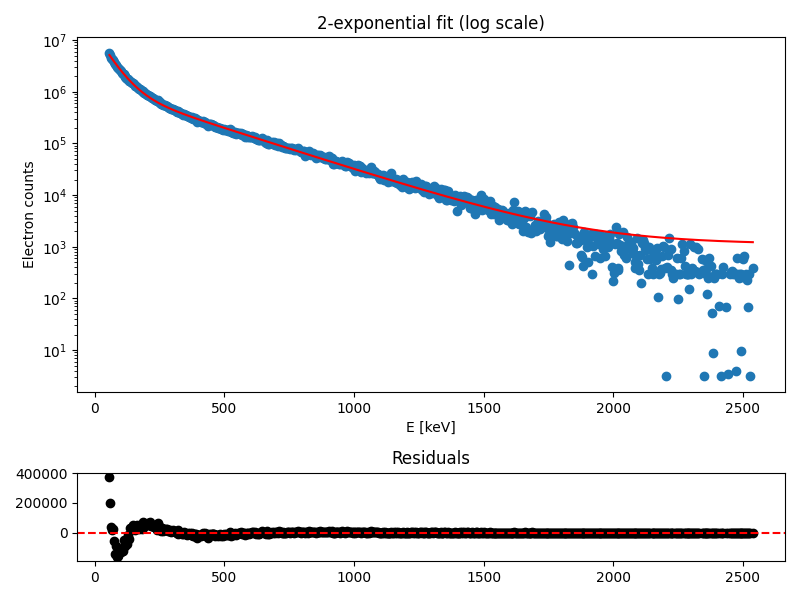 2-exponential fit (log scale)
Electron counts
10^7
10^6
10^5
10^4
10^3
10^2
10^1
0 500 1000 1500 2000 2500
E [keV]
Residuals
400000
200000
0
0 500 1000 1500 2000 2500